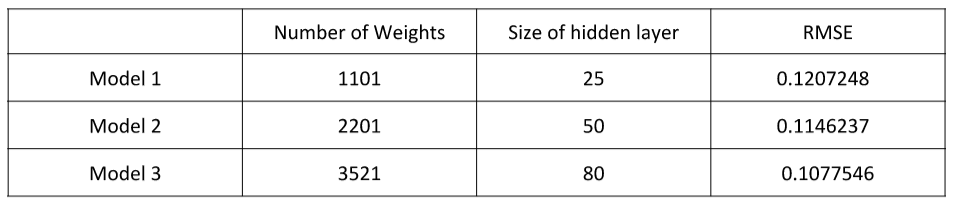 Number of Weights Size of hidden layer RMSE
Model 1 1101 25 0.1207248
Model 2 2201 50 0.1146237
Model 3 3521 80 0.1077546